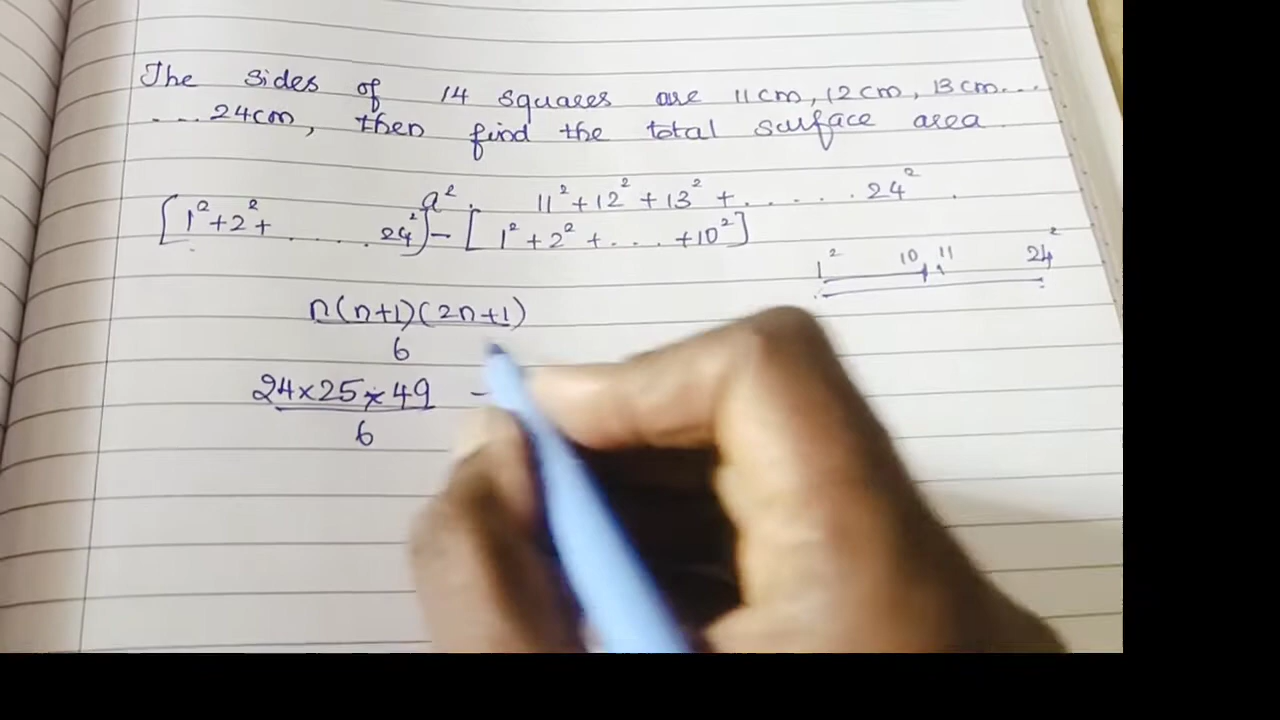 The sides of 14 squares are 11cm, 12cm, 13cm...
...24cm, then find the total surface area
a². 11²+12²+13²+......24².
[1²+2²+......24²]-[1²+2²+....+10²]
1² 10 11 24²
n(n+1)(2n+1)
6
24×25×49 -
6